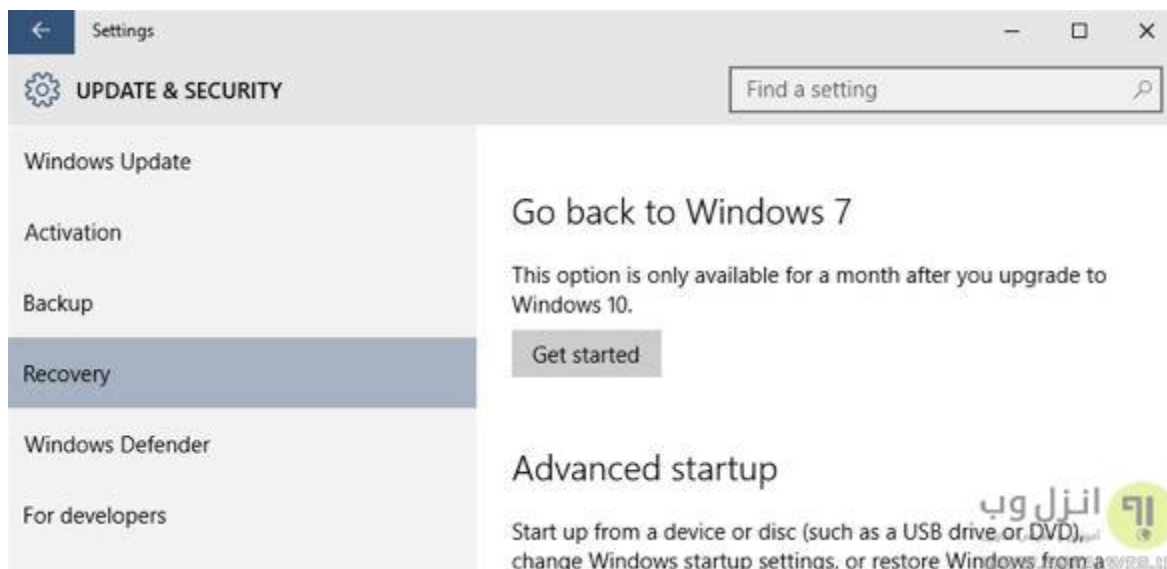 Settings
UPDATE & SECURITY
Find a setting
Windows Update
Activation
Backup
Recovery
Windows Defender
For developers
Go back to Windows 7
This option is only available for a month after you upgrade to
Windows 10.
Get started
Advanced startup
Start up from a device or disc (such as a USB drive or DVD),
change Windows startup settings, or restore Windows from a
انزل وب